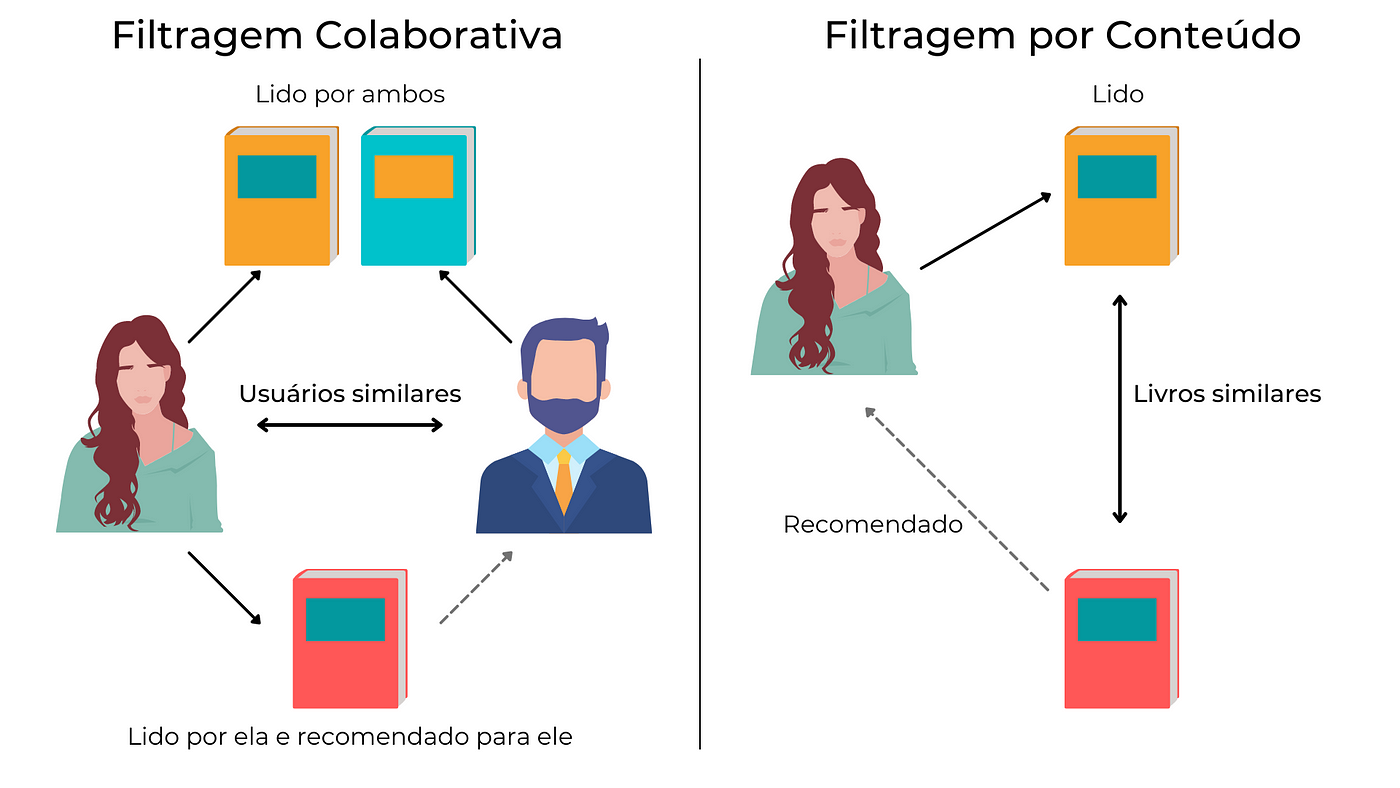 Filtragem Colaborativa
Lido por ambos
Usuários similares
Lido por ela e recomendado para ele
Filtragem por Conteúdo
Lido
Livros similares
Recomendado